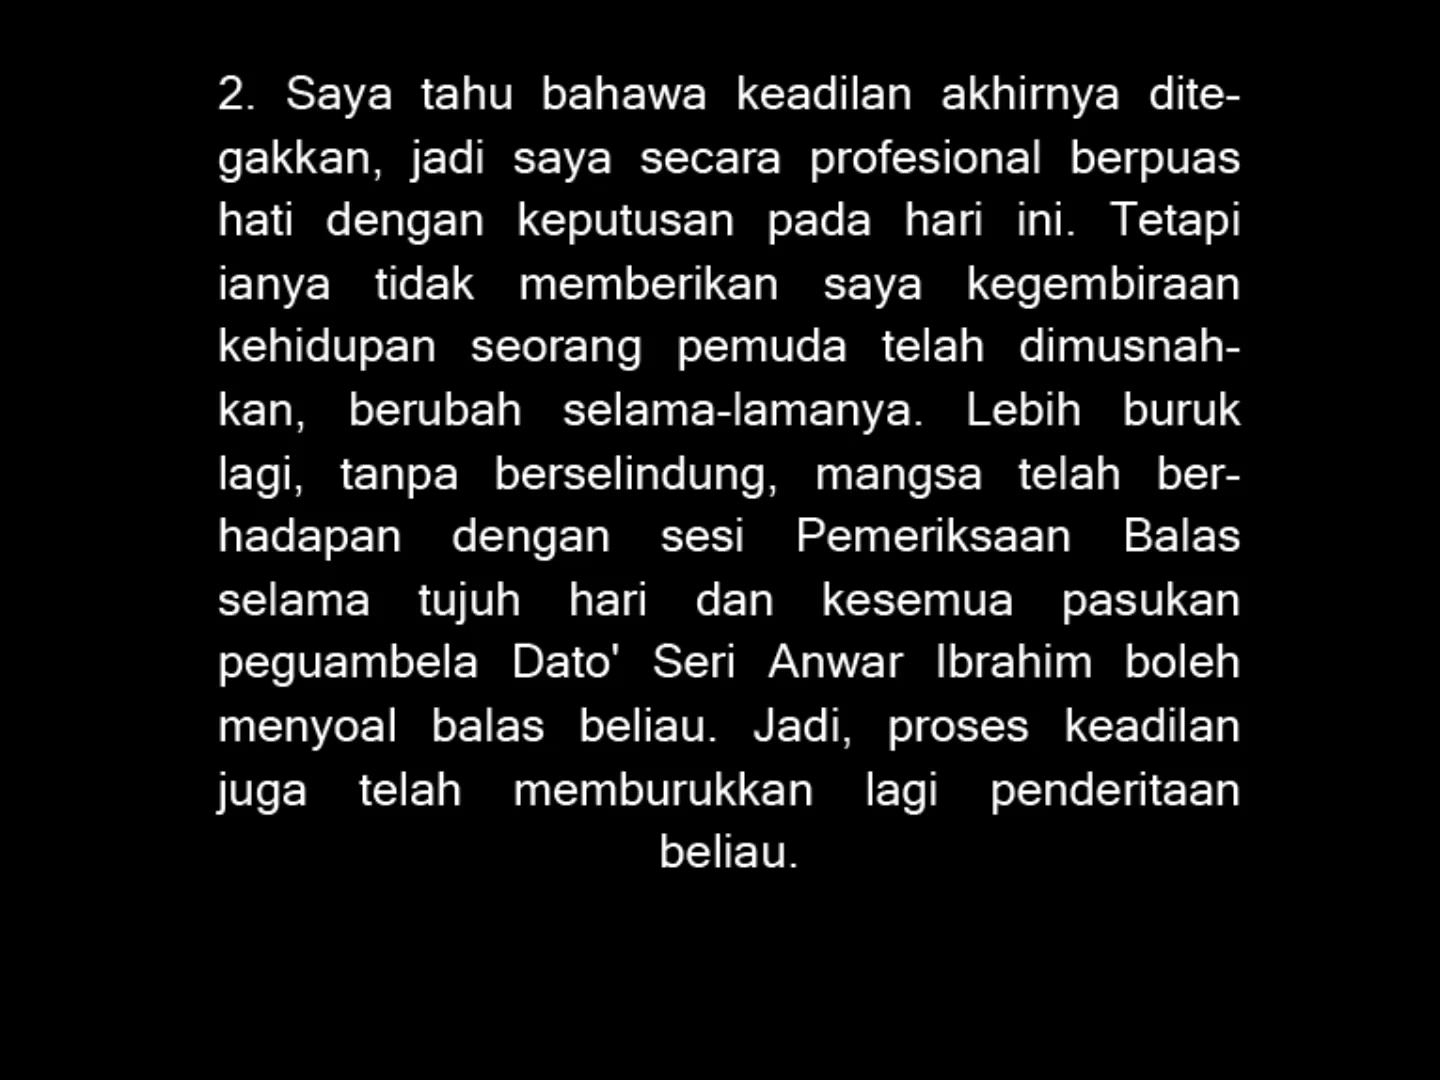 2. Saya tahu bahawa keadilan akhirnya dite-
gakkan, jadi saya secara profesional berpuas
hati dengan keputusan pada hari ini. Tetapi
ianya tidak memberikan saya kegembiraan
kehidupan seorang pemuda telah dimusnah-
kan, berubah selama-lamanya. Lebih buruk
lagi, tanpa berselindung, mangsa telah ber-
hadapan dengan sesi Pemeriksaan Balas
selama tujuh hari dan kesemua pasukan
peguambela Dato' Seri Anwar Ibrahim boleh
menyoal balas beliau. Jadi, proses keadilan
juga telah memburukkan lagi penderitaan
beliau.